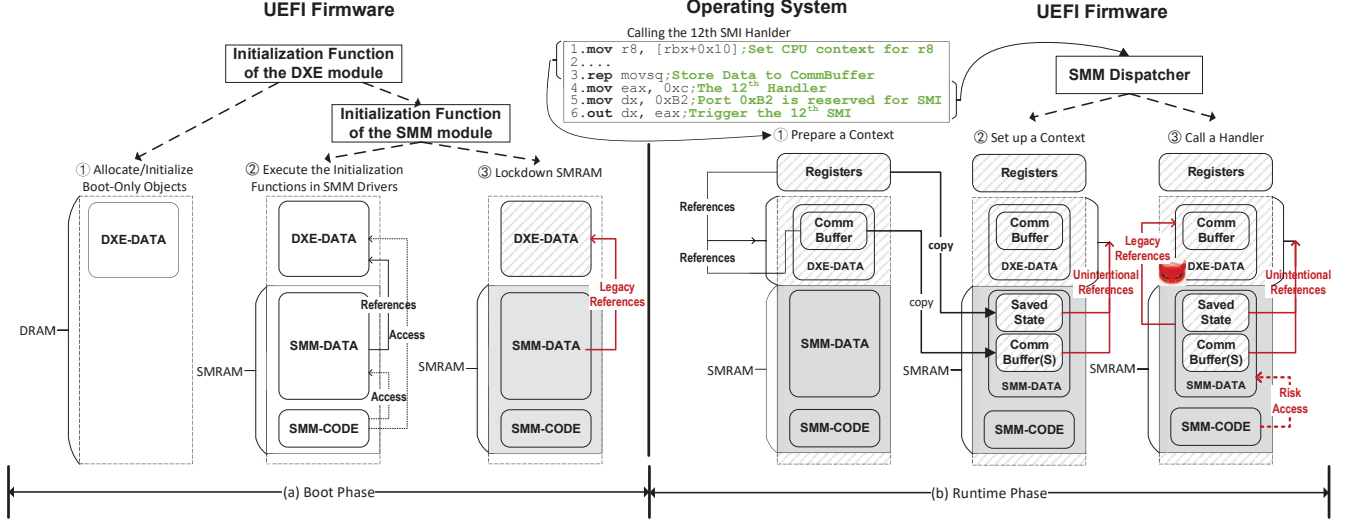 UEFI Firmware
Operating System
UEFI Firmware
Initialization Function
of the DXE module
Initialization Function
of the SMM module
① Allocate/Initialize
Boot-Only Objects
② Execute the Initialization
Functions in SMM Drivers
③ Lockdown SMRAM
DRAM
DXE-DATA
DXE-DATA
SMM-DATA
SMM-CODE
SMRAM
References
Access
Access
DXE-DATA
SMM-DATA
SMM-CODE
SMRAM
Legacy
References
(a) Boot Phase
Calling the 12th SMI Hanlder
1.mov r8, [rbx+0x10];Set CPU context for r8
2....
3.rep movsq;Store Data to CommBuffer
4.mov eax, 0xc;The 12th Handler
5.mov dx, 0xB2;Port 0xB2 is reserved for SMI
6.out dx, eax;Trigger the 12th SMI
SMM Dispatcher
① Prepare a Context
② Set up a Context
③ Call a Handler
References
References
Registers
Comm
Buffer
DXE-DATA
SMM-DATA
SMM-CODE
SMRAM
copy
copy
Registers
Comm
Buffer
DXE-DATA
Saved
State
Comm
Buffer(S)
SMM-DATA
SMM-CODE
SMRAM
Unintentional
References
Legacy
References
Registers
Comm
Buffer
DXE-DATA
Saved
State
Comm
Buffer(S)
SMM-DATA
SMM-CODE
SMRAM
Unintentional
References
Risk
Access
(b) Runtime Phase